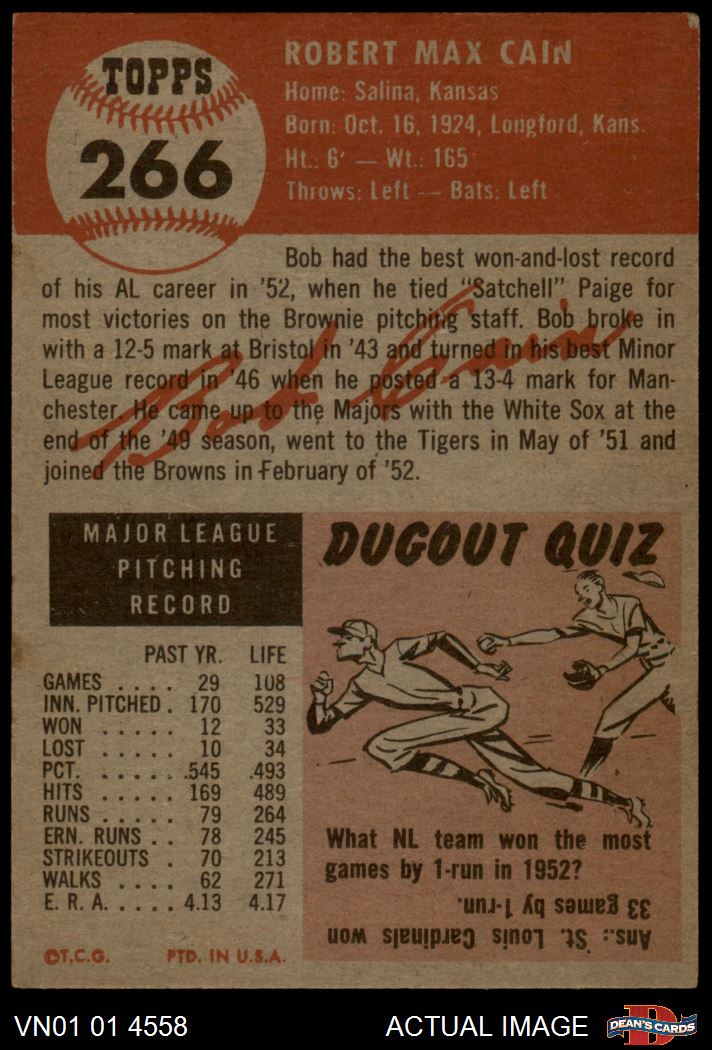 TOPPS
266
ROBERT MAX CAIN
Home: Salina, Kansas
Born: Oct. 16, 1924, Longford, Kans.
Ht.: 6' — Wt.: 165
Throws: Left -- Bats: Left
Bob had the best won-and-lost record
of his AL career in '52, when he tied "Satchell" Paige for
most victories on the Brownie pitching staff. Bob broke in
with a 12-5 mark at Bristol in '43 and turned in his best Minor
League record in '46 when he posted a 13-4 mark for Man-
chester. He came up to the Majors with the White Sox at the
end of the '49 season, went to the Tigers in May of '51 and
joined the Browns in February of '52.
Bob Cain
MAJOR LEAGUE
PITCHING
RECORD
PAST YR. LIFE
GAMES . . . . 29 108
INN. PITCHED . 170 529
WON . . . . . 12 33
LOST . . . . . 10 34
PCT. . . . . . .545 .493
HITS . . . . . 169 489
RUNS . . . . . 79 264
ERN. RUNS . . 78 245
STRIKEOUTS . 70 213
WALKS . . . . 62 271
E. R. A. . . . . 4.13 4.17
©T.C.G. PTD. IN U.S.A.
DUGOUT QUIZ
What NL team won the most
games by 1-run in 1952?
Ans.: St. Louis Cardinals won
33 games by 1-run.
VN01 01 4558 ACTUAL IMAGE
D
DEAN'S CARDS